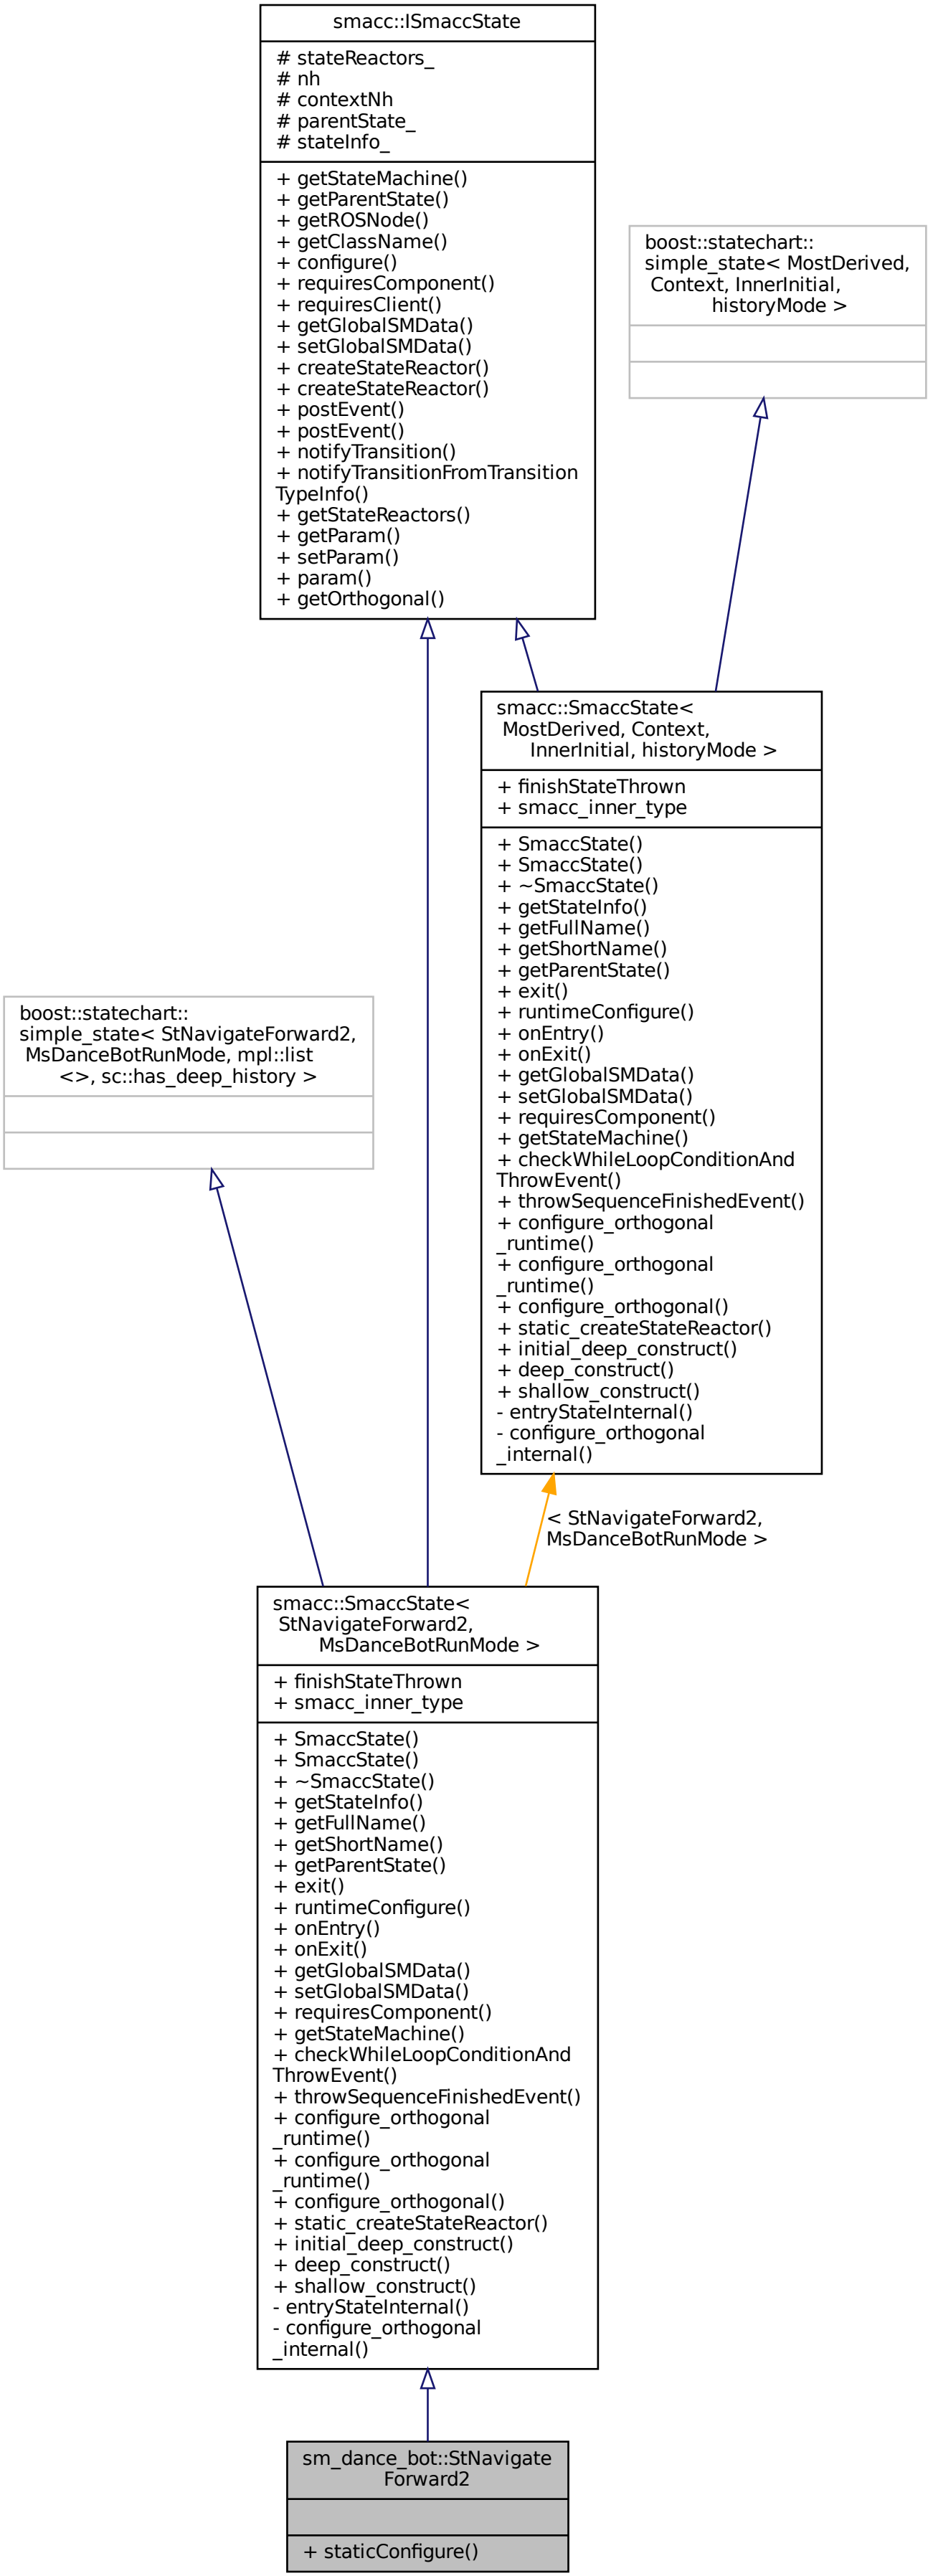 smacc::ISmaccState
# stateReactors_
# nh
# contextNh
# parentState_
# stateInfo_
+ getStateMachine()
+ getParentState()
+ getROSNode()
+ getClassName()
+ configure()
+ requiresComponent()
+ requiresClient()
+ getGlobalSMData()
+ setGlobalSMData()
+ createStateReactor()
+ createStateReactor()
+ postEvent()
+ postEvent()
+ notifyTransition()
+ notifyTransitionFromTransition
TypeInfo()
+ getStateReactors()
+ getParam()
+ setParam()
+ param()
+ getOrthogonal()
boost::statechart::
simple_state< MostDerived,
Context, InnerInitial,
historyMode >
smacc::SmaccState<
MostDerived, Context,
InnerInitial, historyMode >
+ finishStateThrown
+ smacc_inner_type
+ SmaccState()
+ SmaccState()
+ ~SmaccState()
+ getStateInfo()
+ getFullName()
+ getShortName()
+ getParentState()
+ exit()
+ runtimeConfigure()
+ onEntry()
+ onExit()
+ getGlobalSMData()
+ setGlobalSMData()
+ requiresComponent()
+ getStateMachine()
+ checkWhileLoopConditionAnd
ThrowEvent()
+ throwSequenceFinishedEvent()
+ configure_orthogonal
_runtime()
+ configure_orthogonal
_runtime()
+ configure_orthogonal()
+ static_createStateReactor()
+ initial_deep_construct()
+ deep_construct()
+ shallow_construct()
- entryStateInternal()
- configure_orthogonal
_internal()
boost::statechart::
simple_state< StNavigateForward2,
MsDanceBotRunMode, mpl::list
<>, sc::has_deep_history >
< StNavigateForward2,
MsDanceBotRunMode >
smacc::SmaccState<
StNavigateForward2,
MsDanceBotRunMode >
+ finishStateThrown
+ smacc_inner_type
+ SmaccState()
+ SmaccState()
+ ~SmaccState()
+ getStateInfo()
+ getFullName()
+ getShortName()
+ getParentState()
+ exit()
+ runtimeConfigure()
+ onEntry()
+ onExit()
+ getGlobalSMData()
+ setGlobalSMData()
+ requiresComponent()
+ getStateMachine()
+ checkWhileLoopConditionAnd
ThrowEvent()
+ throwSequenceFinishedEvent()
+ configure_orthogonal
_runtime()
+ configure_orthogonal
_runtime()
+ configure_orthogonal()
+ static_createStateReactor()
+ initial_deep_construct()
+ deep_construct()
+ shallow_construct()
- entryStateInternal()
- configure_orthogonal
_internal()
sm_dance_bot::StNavigate
Forward2
+ staticConfigure()